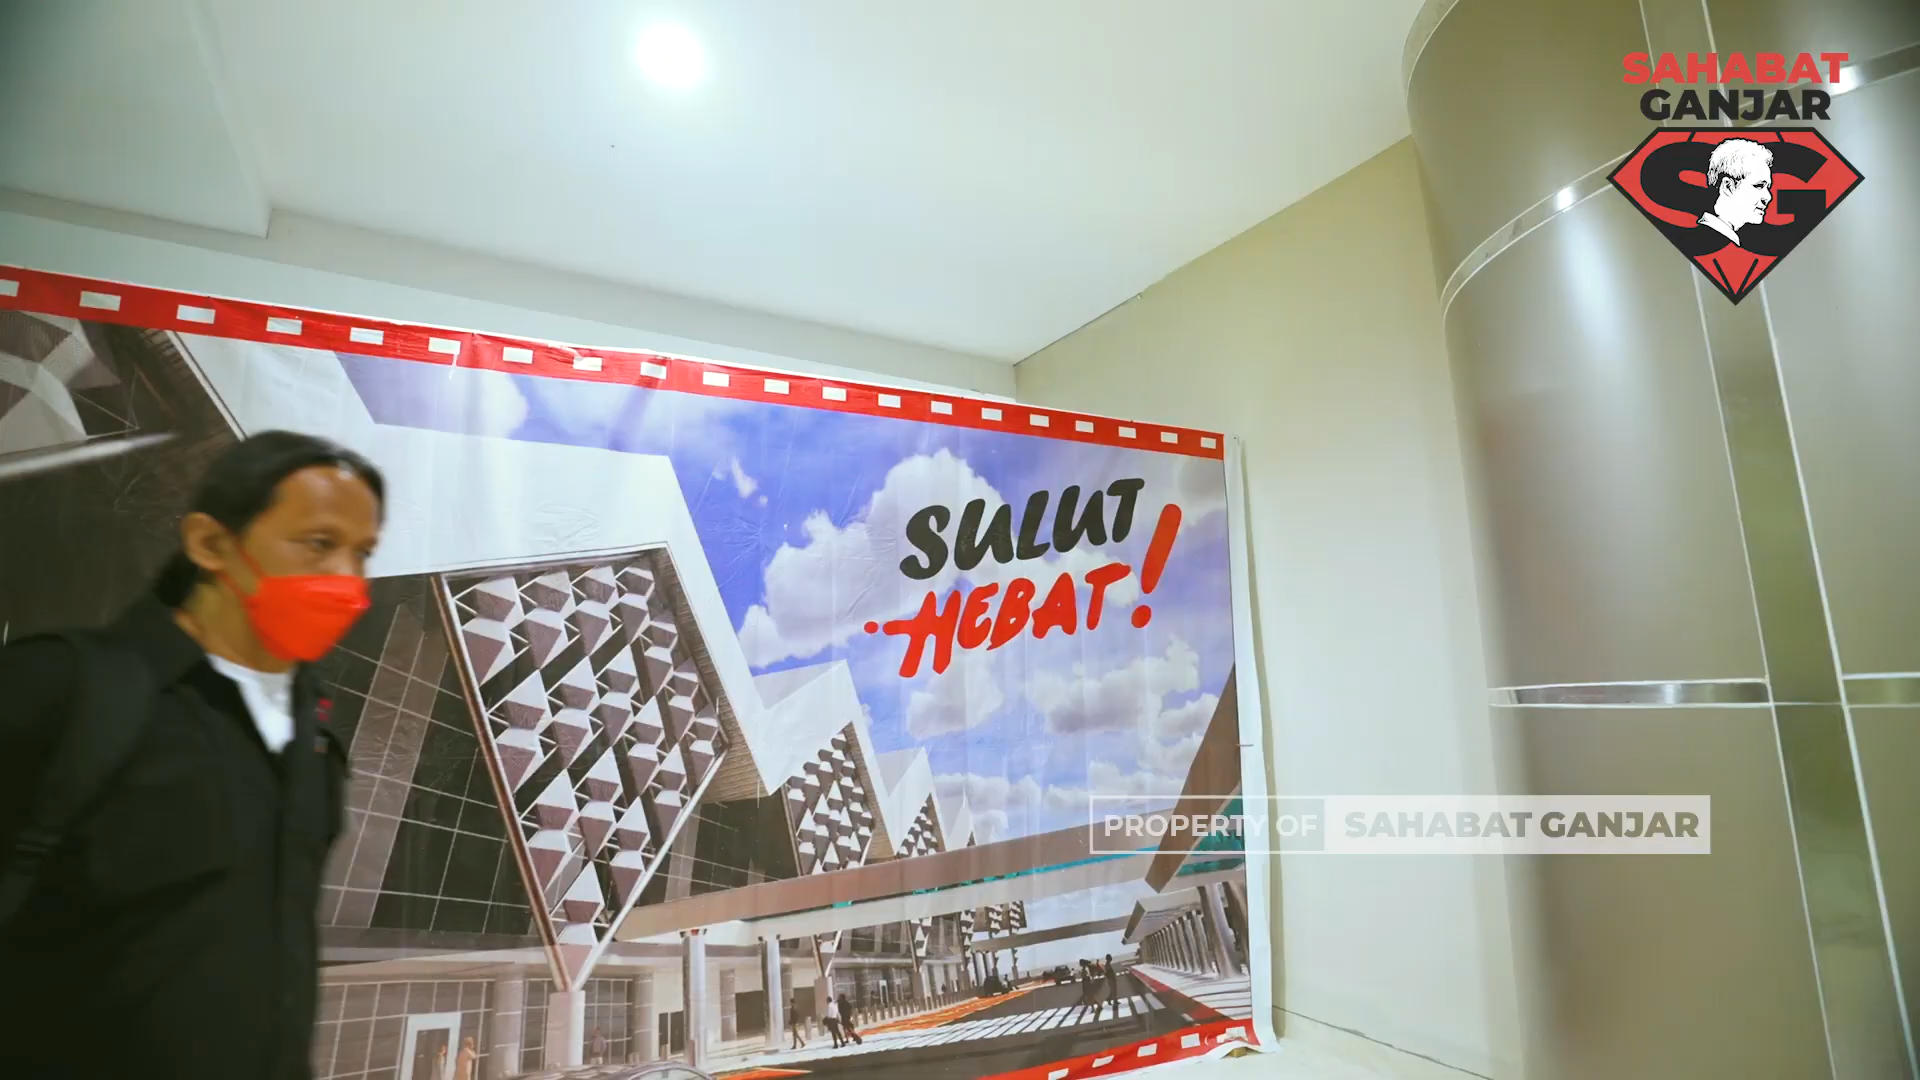 SAHABAT
GANJAR
SG
SULUT
HEBAT!
PROPERTY OF SAHABAT GANJAR